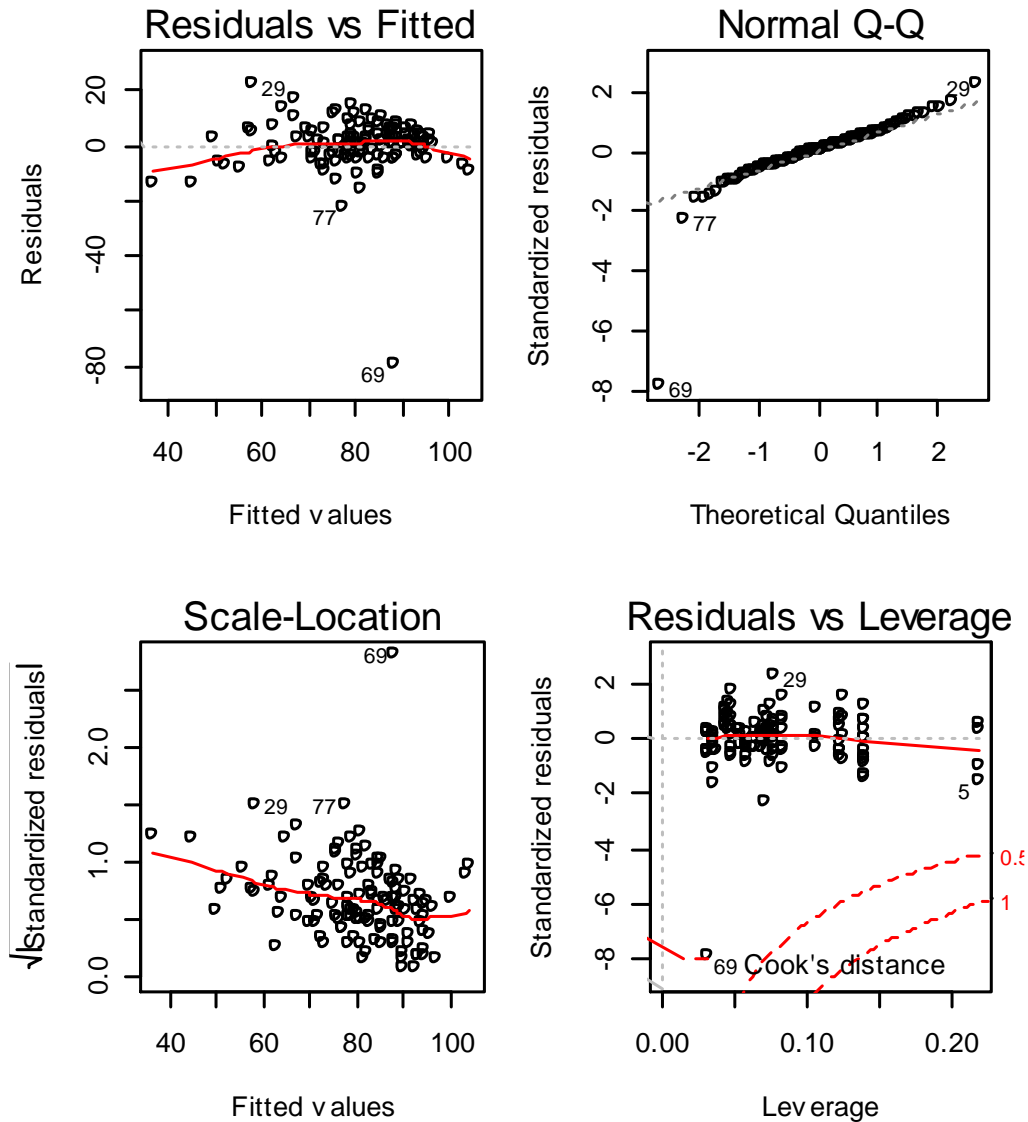 Residuals vs Fitted
20
0
-40
-80
40 60 80 100
Fitted values
Residuals
29
77
69
Normal Q-Q
2
0
-2
-4
-6
-8
-2 -1 0 1 2
Theoretical Quantiles
Standardized residuals
29
77
69
Scale-Location
2.0
1.0
0.0
40 60 80 100
Fitted values
√|Standardized residuals|
69
29 77
Residuals vs Leverage
2
0
-2
-4
-6
-8
0.00 0.10 0.20
Leverage
Standardized residuals
29
5
0.5
1
69 Cook's distance